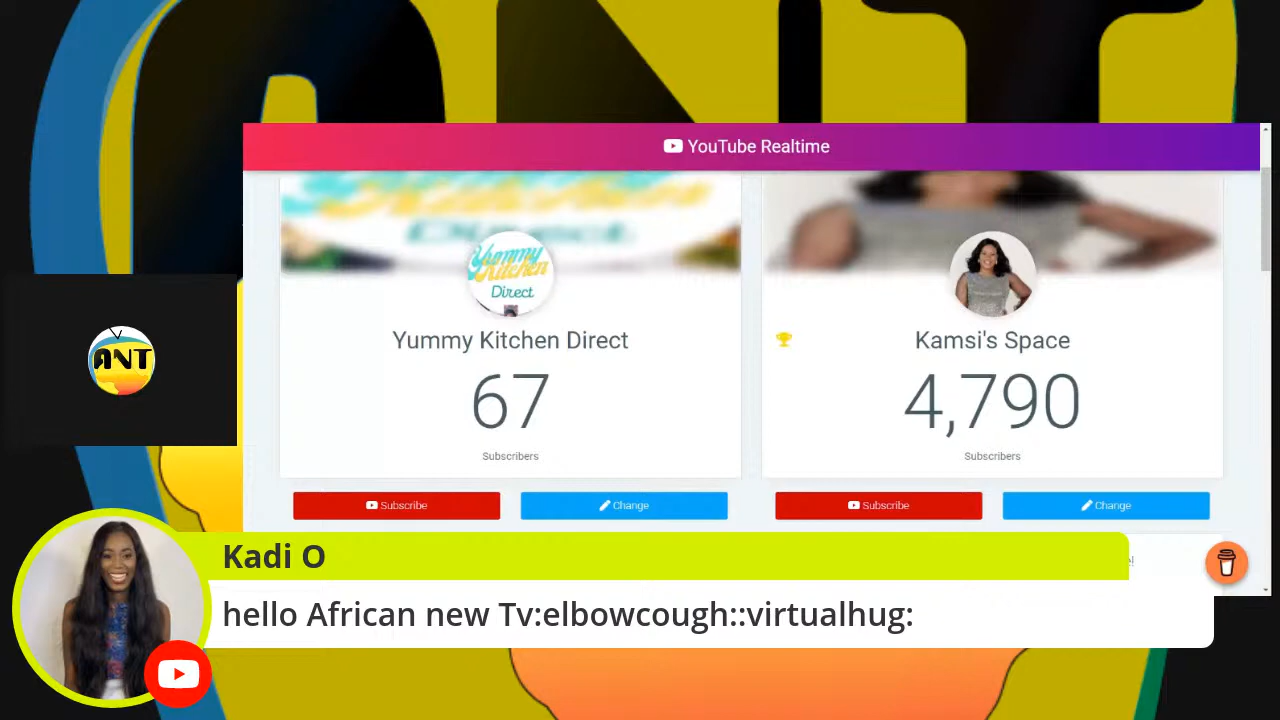 ANT
YouTube Realtime
Yummy
Kitchen
Direct
Yummy Kitchen Direct
67
Subscribers
Subscribe
Change
Kamsi's Space
4,790
Subscribers
Subscribe
Change
ANT
Kadi O
hello African new Tv:elbowcough::virtualhug: